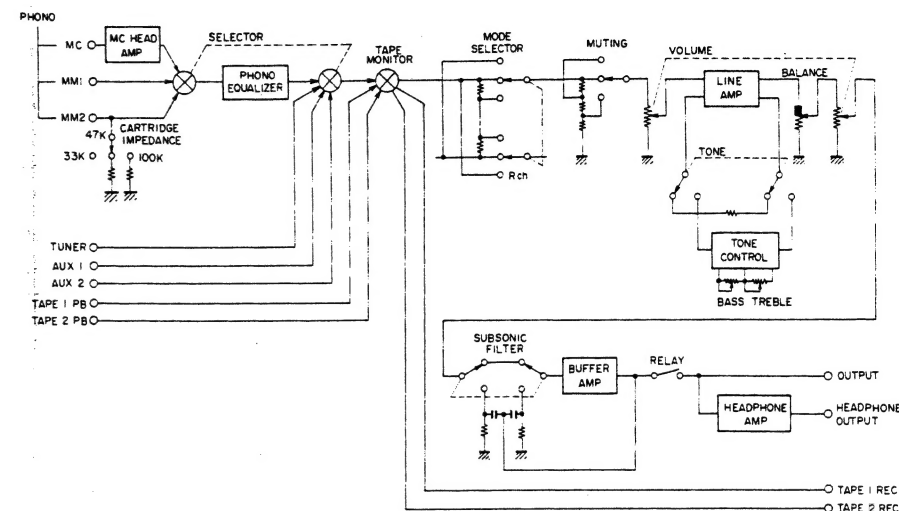 PHONO
MC
MC HEAD
AMP
SELECTOR
MM1
PHONO
EQUALIZER
TAPE
MONITOR
MODE
SELECTOR
MUTING
VOLUME
LINE
AMP
BALANCE
MM2
47K
CARTRIDGE
IMPEDANCE
33K
100K
Rch
TONE
TONE
CONTROL
BASS TREBLE
TUNER
AUX 1
AUX 2
TAPE 1 PB
TAPE 2 PB
SUBSONIC
FILTER
BUFFER
AMP
RELAY
OUTPUT
HEADPHONE
AMP
HEADPHONE
OUTPUT
TAPE 1 REC
TAPE 2 REC